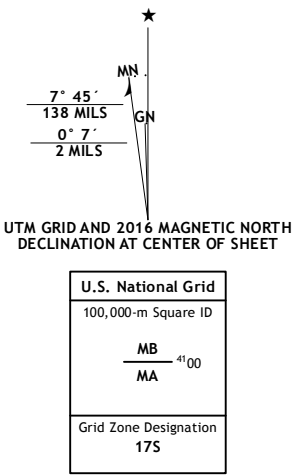 ★
MN
7° 45´
138 MILS
GN
0° 7´
2 MILS
UTM GRID AND 2016 MAGNETIC NORTH
DECLINATION AT CENTER OF SHEET
U.S. National Grid
100,000-m Square ID
MB
4100
MA
Grid Zone Designation
17S